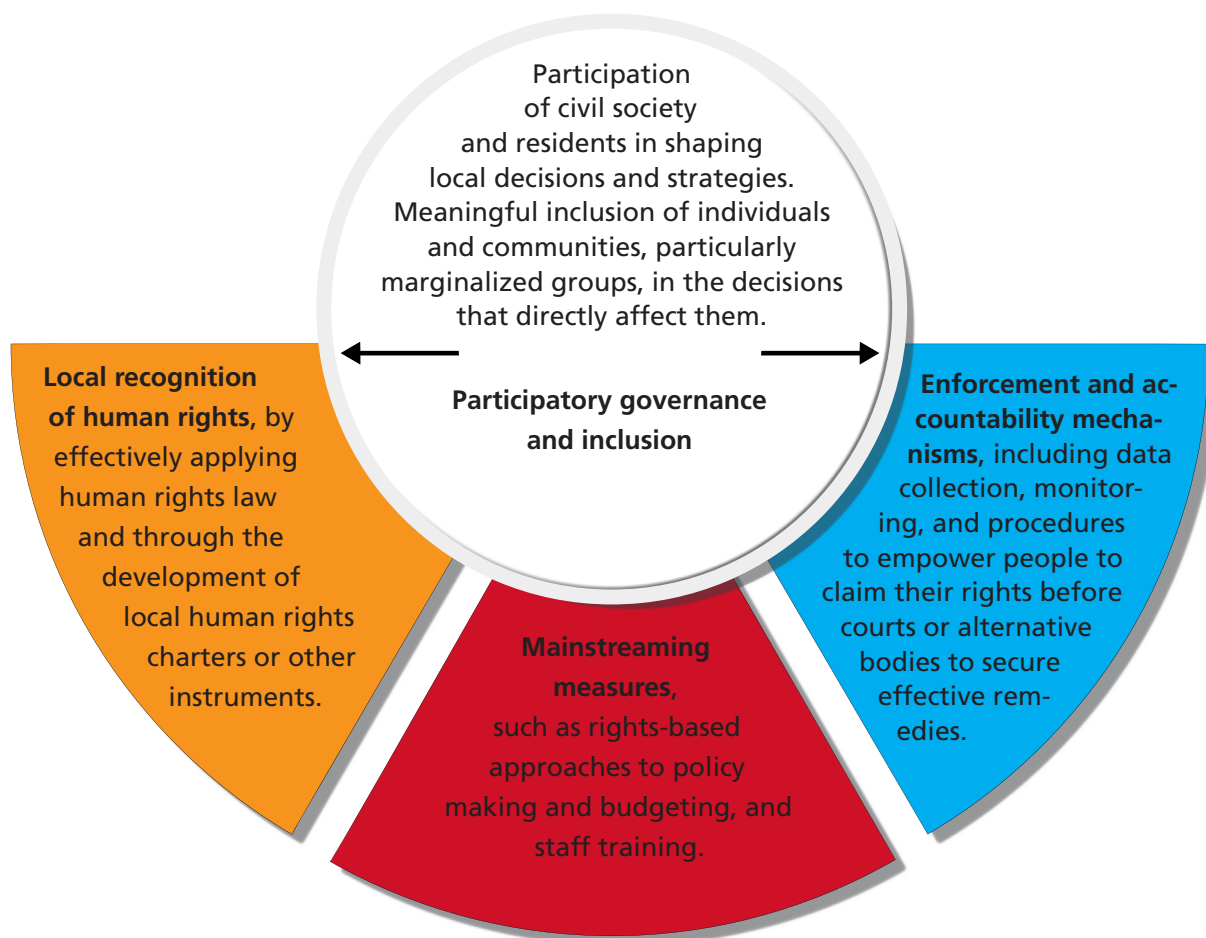 Participation
of civil society
and residents in shaping
local decisions and strategies.
Meaningful inclusion of individuals
and communities, particularly
marginalized groups, in the decisions
that directly affect them.
Participatory governance
and inclusion
Local recognition
of human rights, by
effectively applying
human rights law
and through the
development of
local human rights
charters or other
instruments.
Mainstreaming
measures,
such as rights-based
approaches to policy
making and budgeting, and
staff training.
Enforcement and ac-
countability mecha-
nisms, including data
collection, monitor-
ing, and procedures
to empower people to
claim their rights before
courts or alternative
bodies to secure
effective rem-
edies.